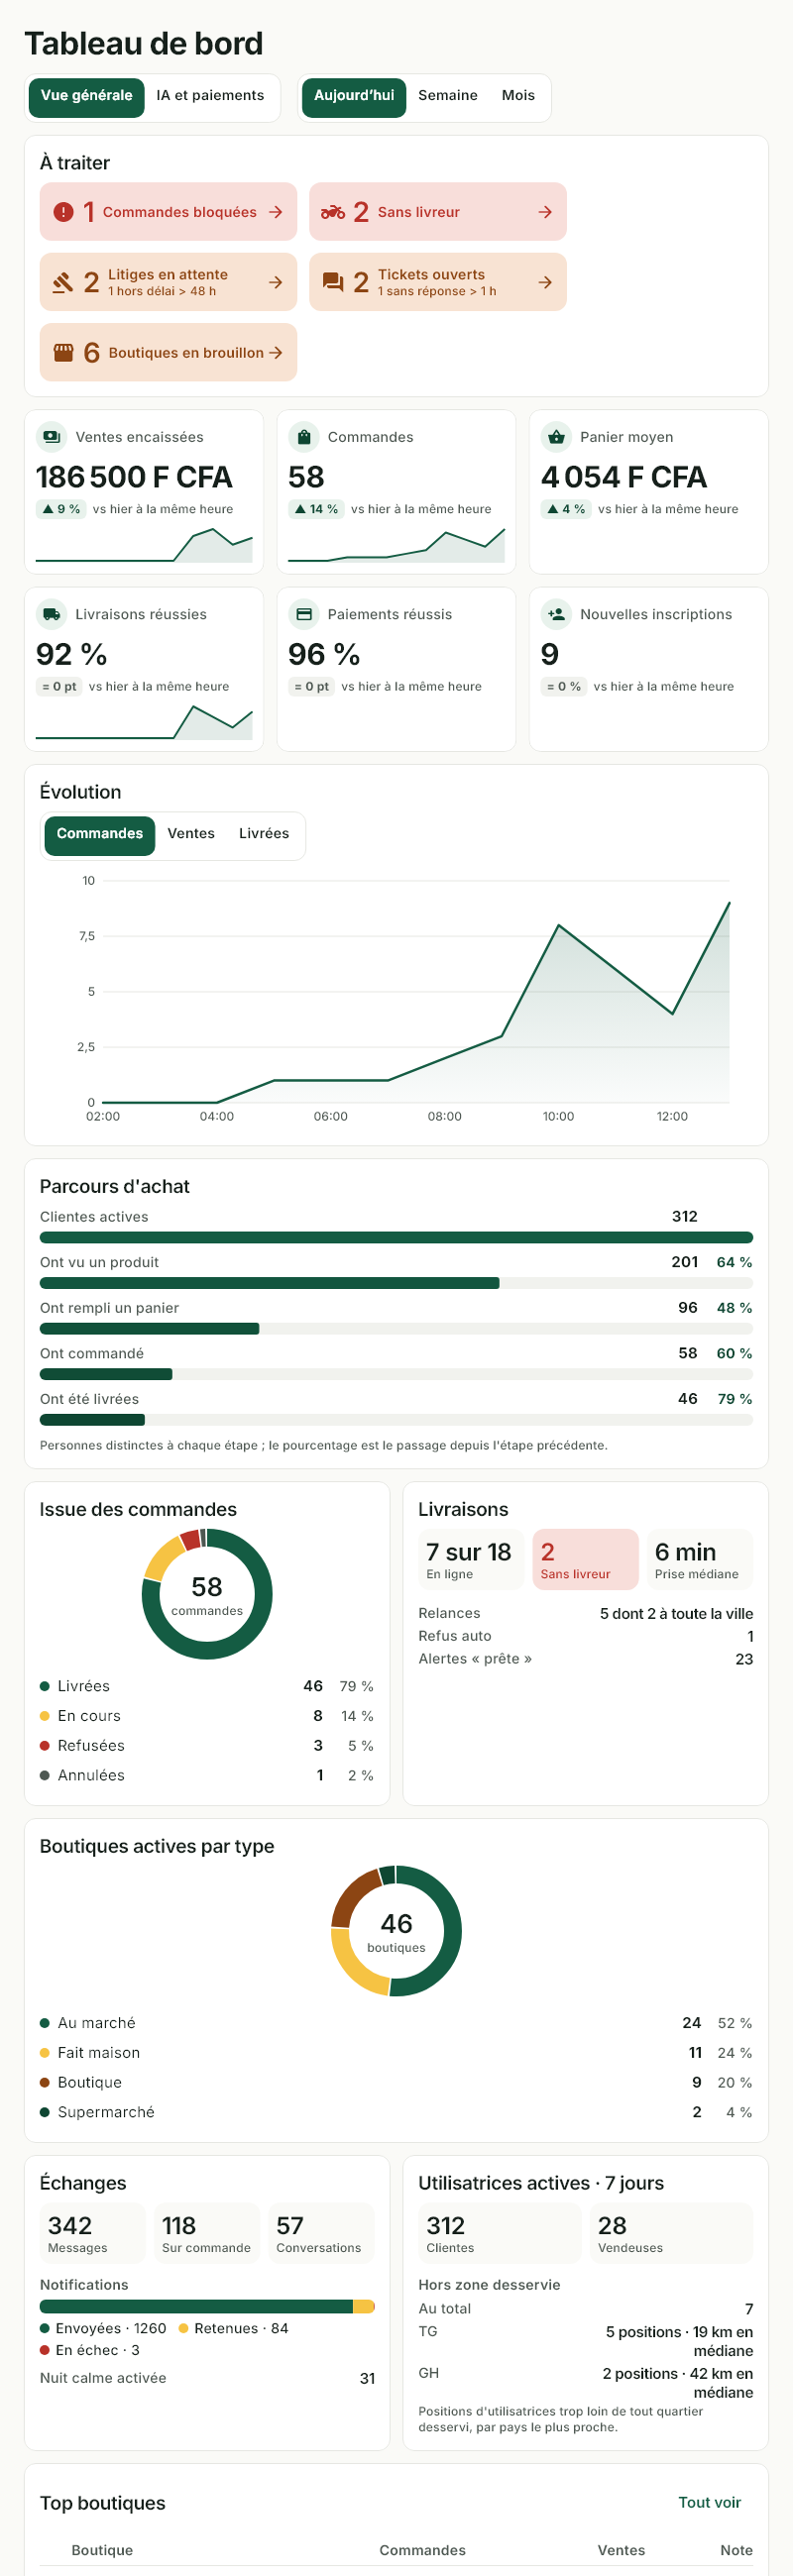 Tableau de bord
Vue générale IA et paiements Aujourd’hui Semaine Mois
À traiter
1 Commandes bloquées
2 Sans livreur
2 Litiges en attente
1 hors délai > 48 h
2 Tickets ouverts
1 sans réponse > 1 h
6 Boutiques en brouillon
Ventes encaissées
186 500 F CFA
▲ 9 % vs hier à la même heure
Commandes
58
▲ 14 % vs hier à la même heure
Panier moyen
4 054 F CFA
▲ 4 % vs hier à la même heure
Livraisons réussies
92 %
= 0 pt vs hier à la même heure
Paiements réussis
96 %
= 0 pt vs hier à la même heure
Nouvelles inscriptions
9
= 0 % vs hier à la même heure
Évolution
Commandes Ventes Livrées
10
7,5
5
2,5
0
02:00 04:00 06:00 08:00 10:00 12:00
Parcours d'achat
Clientes actives 312
Ont vu un produit 201 64 %
Ont rempli un panier 96 48 %
Ont commandé 58 60 %
Ont été livrées 46 79 %
Personnes distinctes à chaque étape ; le pourcentage est le passage depuis l'étape précédente.
Issue des commandes
58
commandes
Livrées 46 79 %
En cours 8 14 %
Refusées 3 5 %
Annulées 1 2 %
Livraisons
7 sur 18
En ligne
2
Sans livreur
6 min
Prise médiane
Relances 5 dont 2 à toute la ville
Refus auto 1
Alertes « prête » 23
Boutiques actives par type
46
boutiques
Au marché 24 52 %
Fait maison 11 24 %
Boutique 9 20 %
Supermarché 2 4 %
Échanges
342
Messages
118
Sur commande
57
Conversations
Notifications
Envoyées · 1260 Retenues · 84
En échec · 3
Nuit calme activée 31
Utilisatrices actives · 7 jours
312
Clientes
28
Vendeuses
Hors zone desservie
Au total 7
TG 5 positions · 19 km en
médiane
GH 2 positions · 42 km en
médiane
Positions d'utilisatrices trop loin de tout quartier
desservi, par pays le plus proche.
Top boutiques Tout voir
Boutique Commandes Ventes Note